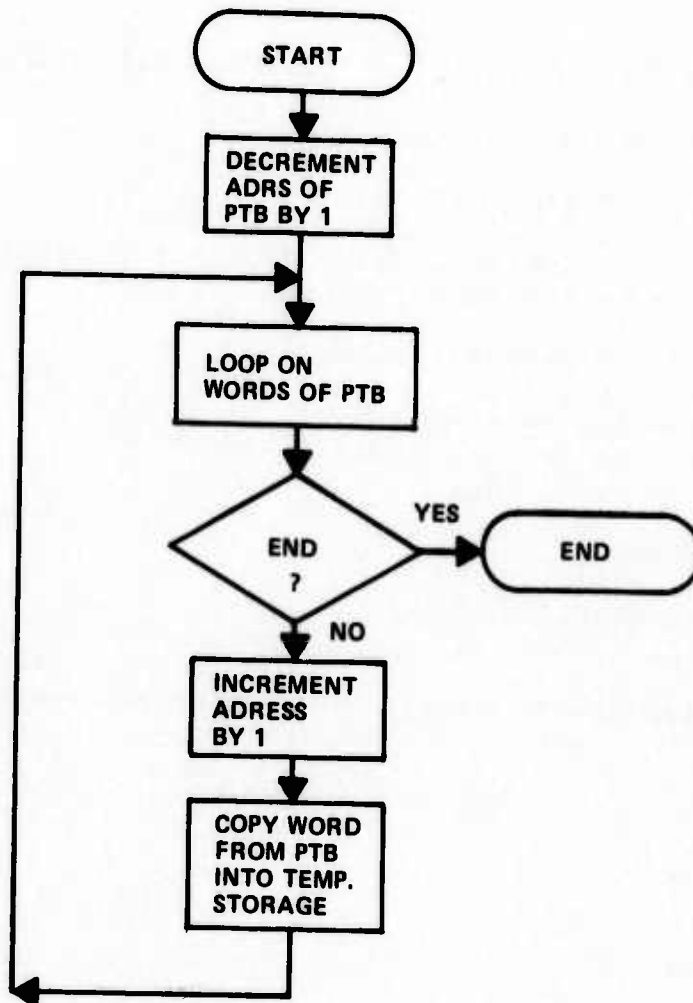 START
DECREMENT
ADRS OF
PTB BY 1
LOOP ON
WORDS OF PTB
END
?
YES
END
NO
INCREMENT
ADRESS
BY 1
COPY WORD
FROM PTB
INTO TEMP.
STORAGE